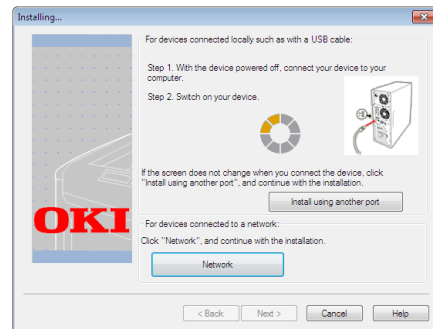 Installing...
For devices connected locally such as with a USB cable:
Step 1. With the device powered off, connect your device to your
computer.
Step 2. Switch on your device.
If the screen does not change when you connect the device, click
"Install using another port", and continue with the installation.
Install using another port
OKI
For devices connected to a network:
Click "Network", and continue with the installation.
Network
< Back
Next >
Cancel
Help